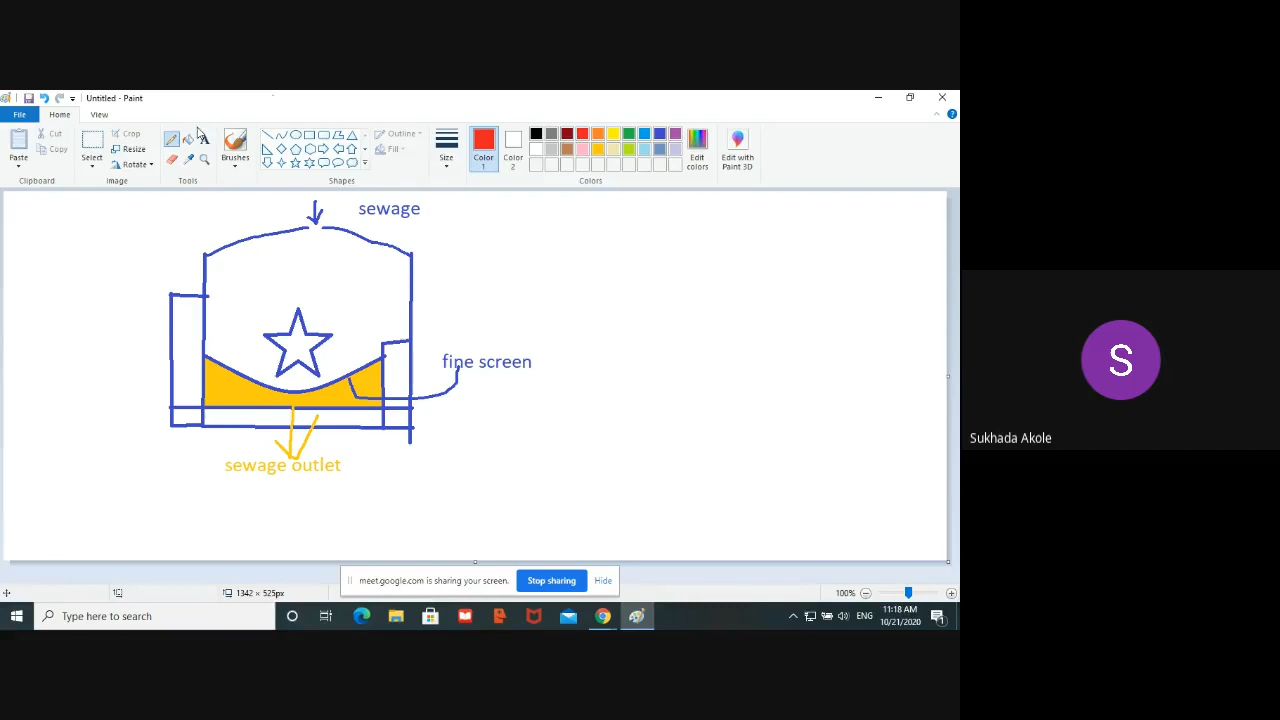 Untitled - Paint
File
Home
View
Paste
Cut
Copy
Clipboard
Select
Crop
Resize
Rotate
Image
A
Tools
Brushes
Shapes
Outline
Fill
Size
Color
1
Color
2
Edit
colors
Colors
Edit with
Paint 3D
sewage
fine screen
sewage outlet
S
Sukhada Akole
meet.google.com is sharing your screen.
Stop sharing
Hide
1342 × 525px
100%
Type here to search
ENG
11:18 AM
10/21/2020
1